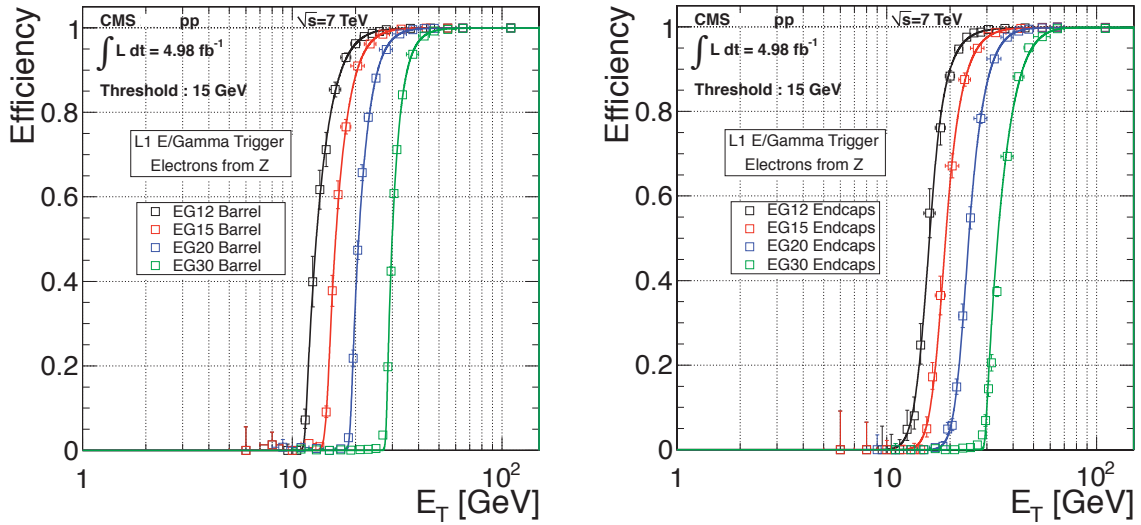 CMS pp √s=7 TeV
∫ L dt = 4.98 fb⁻¹
Threshold : 15 GeV
L1 E/Gamma Trigger
Electrons from Z
EG12 Barrel
EG15 Barrel
EG20 Barrel
EG30 Barrel
Efficiency
1
0.8
0.6
0.4
0.2
0
1 10 10²
E_T [GeV]
CMS pp √s=7 TeV
∫ L dt = 4.98 fb⁻¹
Threshold : 15 GeV
L1 E/Gamma Trigger
Electrons from Z
EG12 Endcaps
EG15 Endcaps
EG20 Endcaps
EG30 Endcaps
Efficiency
1
0.8
0.6
0.4
0.2
0
1 10 10²
E_T [GeV]